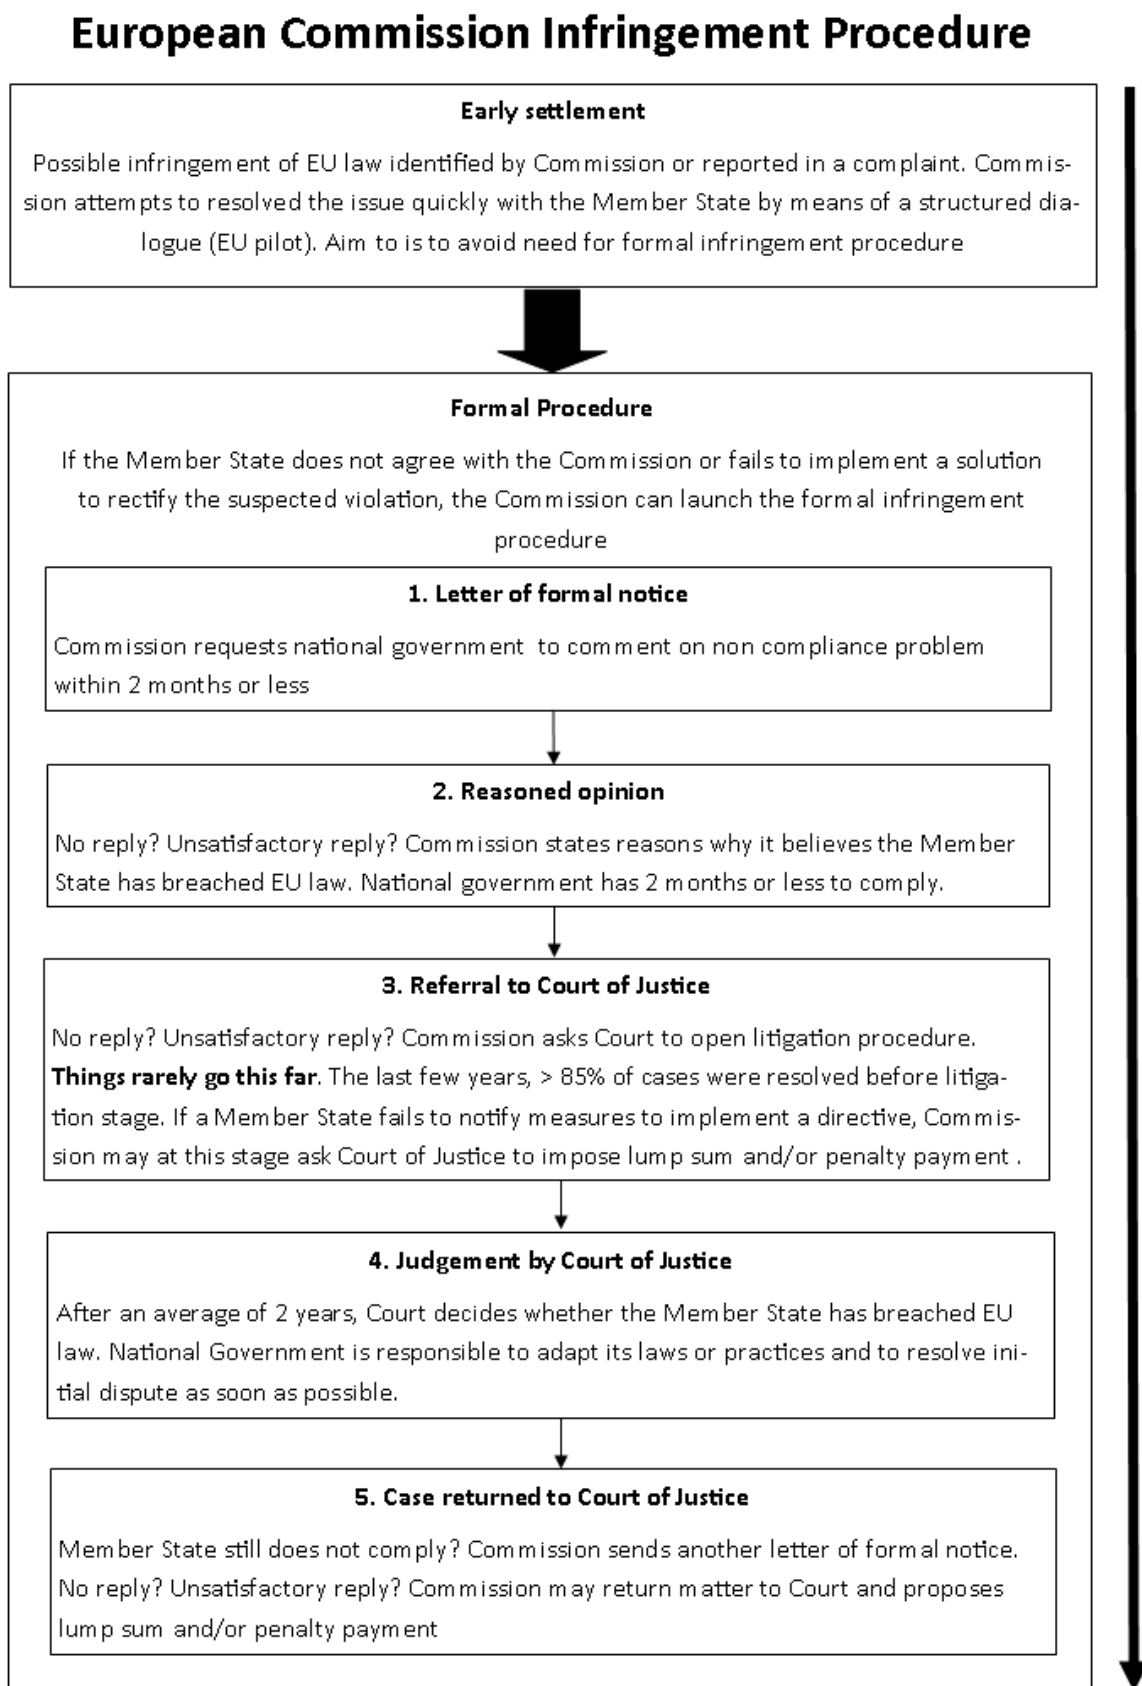 European Commission Infringement Procedure
Early settlement
Possible infringement of EU law identified by Commission or reported in a complaint. Commis-
sion attempts to resolved the issue quickly with the Member State by means of a structured dia-
logue (EU pilot). Aim to is to avoid need for formal infringement procedure
Formal Procedure
If the Member State does not agree with the Commission or fails to implement a solution
to rectify the suspected violation, the Commission can launch the formal infringement
procedure
1. Letter of formal notice
Commission requests national government to comment on non compliance problem
within 2 months or less
2. Reasoned opinion
No reply? Unsatisfactory reply? Commission states reasons why it believes the Member
State has breached EU law. National government has 2 months or less to comply.
3. Referral to Court of Justice
No reply? Unsatisfactory reply? Commission asks Court to open litigation procedure.
Things rarely go this far. The last few years, > 85% of cases were resolved before litiga-
tion stage. If a Member State fails to notify measures to implement a directive, Commis-
sion may at this stage ask Court of Justice to impose lump sum and/or penalty payment .
4. Judgement by Court of Justice
After an average of 2 years, Court decides whether the Member State has breached EU
law. National Government is responsible to adapt its laws or practices and to resolve ini-
tial dispute as soon as possible.
5. Case returned to Court of Justice
Member State still does not comply? Commission sends another letter of formal notice.
No reply? Unsatisfactory reply? Commission may return matter to Court and proposes
lump sum and/or penalty payment